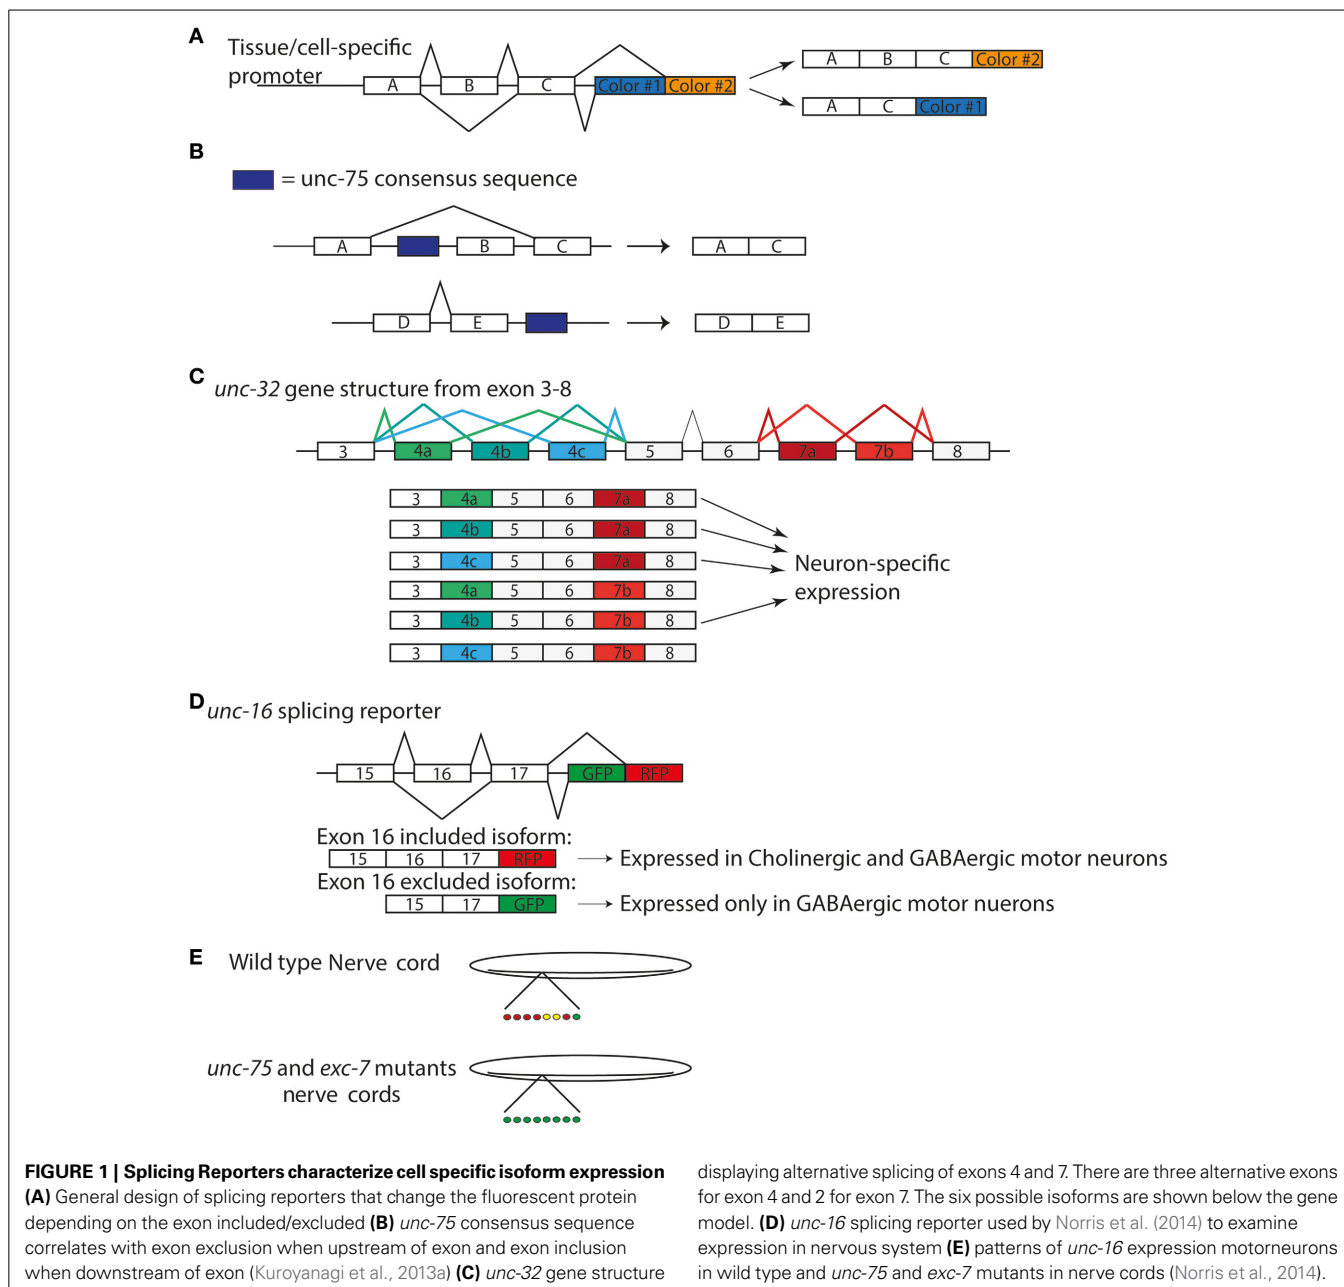 A
Tissue/cell-specific
promoter
A B C Color #1 Color #2
A B C Color #2
A C Color #1
B
= unc-75 consensus sequence
A B C
A C
D E
D E
C
unc-32 gene structure from exon 3-8
3 4a 4b 4c 5 6 7a 7b 8
3 4a 5 6 7a 8
3 4b 5 6 7a 8
3 4c 5 6 7a 8
3 4a 5 6 7b 8
3 4b 5 6 7b 8
3 4c 5 6 7b 8
Neuron-specific
expression
D
unc-16 splicing reporter
15 16 17 GFP RFP
Exon 16 included isoform:
15 16 17 RFP
Expressed in Cholinergic and GABAergic motor neurons
Exon 16 excluded isoform:
15 17 GFP
Expressed only in GABAergic motor nuerons
E
Wild type Nerve cord
unc-75 and exc-7 mutants
nerve cords
FIGURE 1 | Splicing Reporters characterize cell specific isoform expression
(A) General design of splicing reporters that change the fluorescent protein
depending on the exon included/excluded (B) unc-75 consensus sequence
correlates with exon exclusion when upstream of exon and exon inclusion
when downstream of exon (Kuroyanagi et al., 2013a) (C) unc-32 gene structure
displaying alternative splicing of exons 4 and 7. There are three alternative exons
for exon 4 and 2 for exon 7. The six possible isoforms are shown below the gene
model. (D) unc-16 splicing reporter used by Norris et al. (2014) to examine
expression in nervous system (E) patterns of unc-16 expression motorneurons
in wild type and unc-75 and exc-7 mutants in nerve cords (Norris et al., 2014).